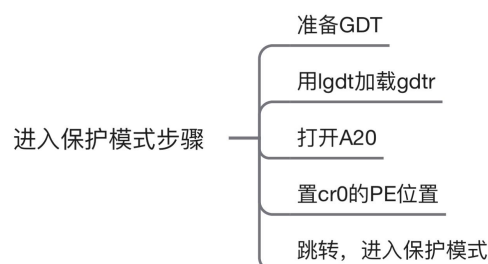 准备GDT
用lgdt加载gdtr
进入保护模式步骤
打开A20
置cr0的PE位置
跳转，进入保护模式